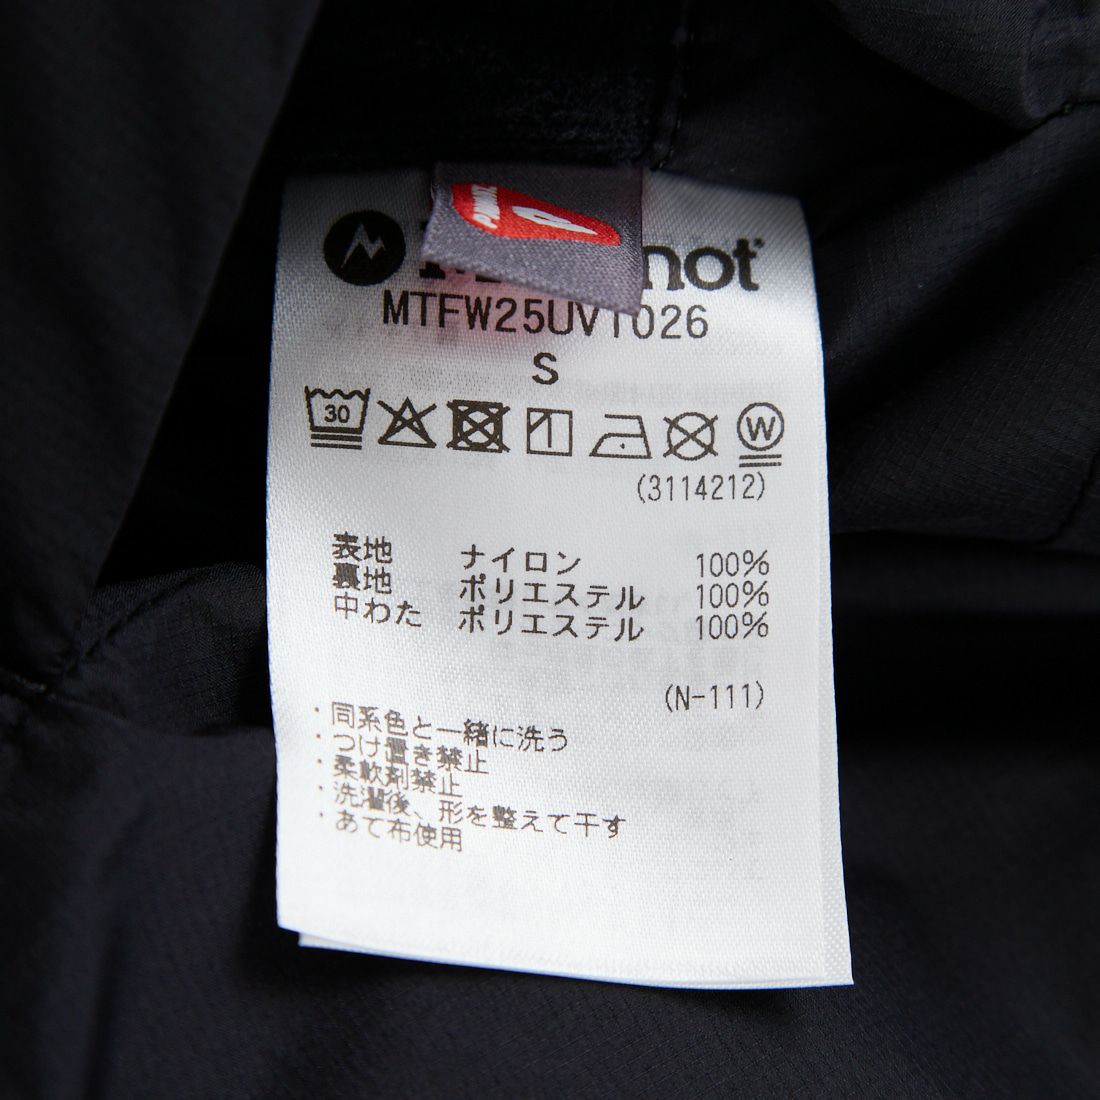 MTFW25UV1026
S
30
W
(3114212)
表地 ナイロン 100%
裏地 ポリエステル 100%
中わた ポリエステル 100%
(N-111)
・同系色と一緒に洗う
・つけ置き禁止
・柔軟剤禁止
・洗濯後、形を整えて干す
・あて布使用